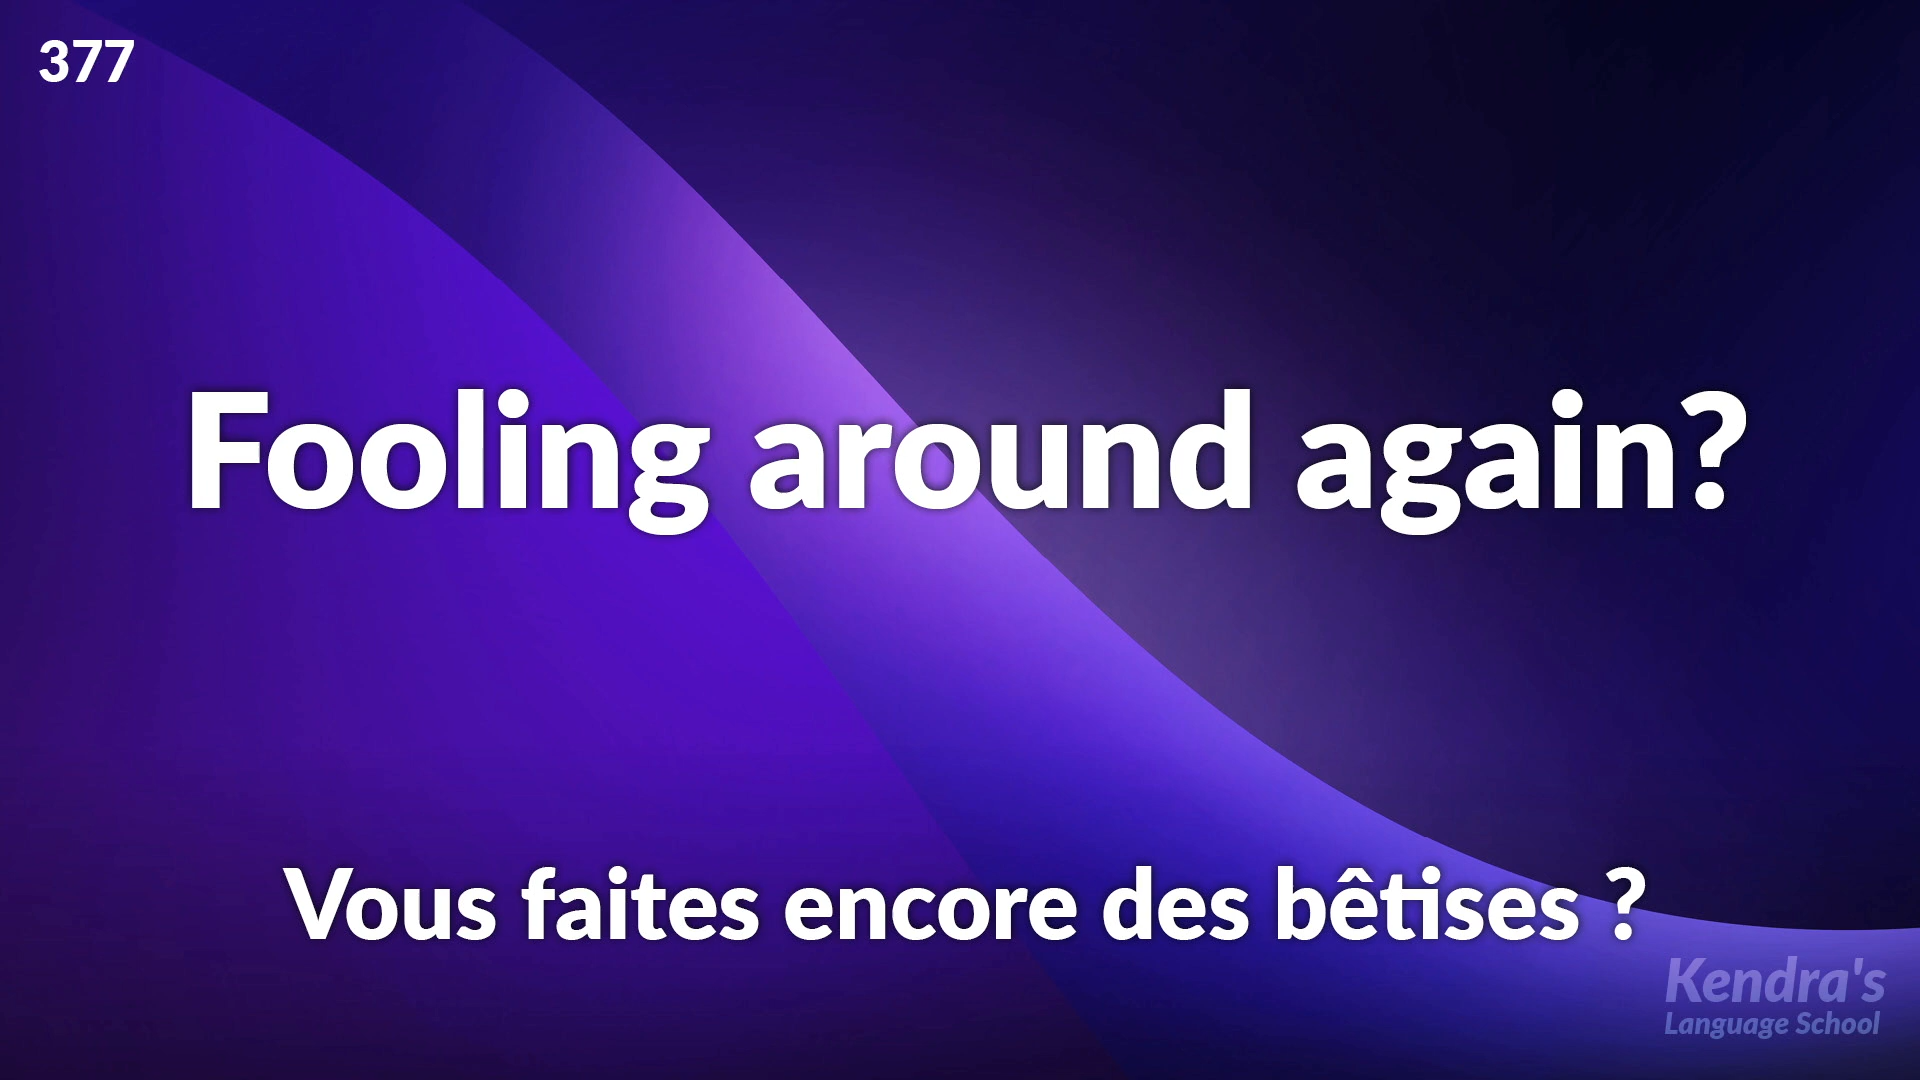 377
Fooling around again?
Vous faites encore des bêtises ?
Kendra's
Language School